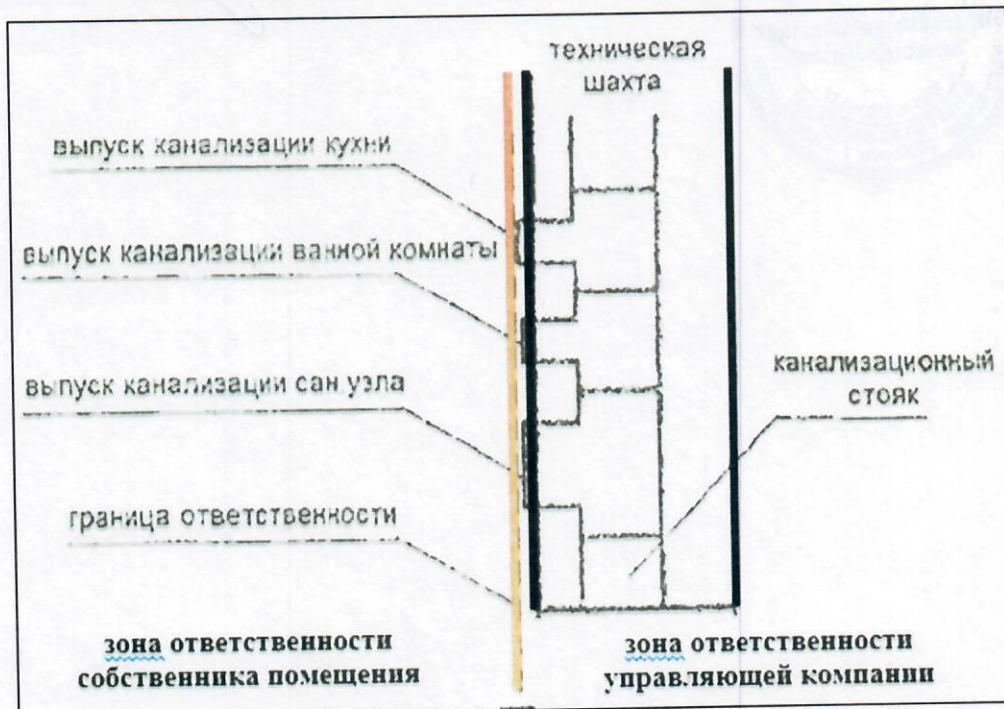 техническая
шахта
выпуск канализации кухни
выпуск канализации ванной комнаты
выпуск канализации сан узла
канализационный
стояк
граница ответственности
зона ответственности
собственника помещения
зона ответственности
управляющей компании